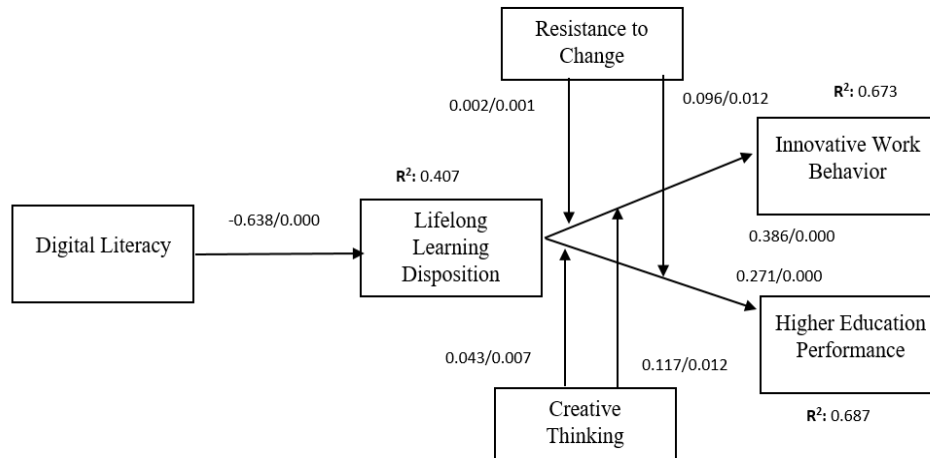 Resistance to
Change
0.002/0.001
0.096/0.012
R²: 0.673
Innovative Work
Behavior
R²: 0.407
Digital Literacy
-0.638/0.000
Lifelong
Learning
Disposition
0.386/0.000
0.271/0.000
Higher Education
Performance
0.043/0.007
0.117/0.012
Creative
Thinking
R²: 0.687